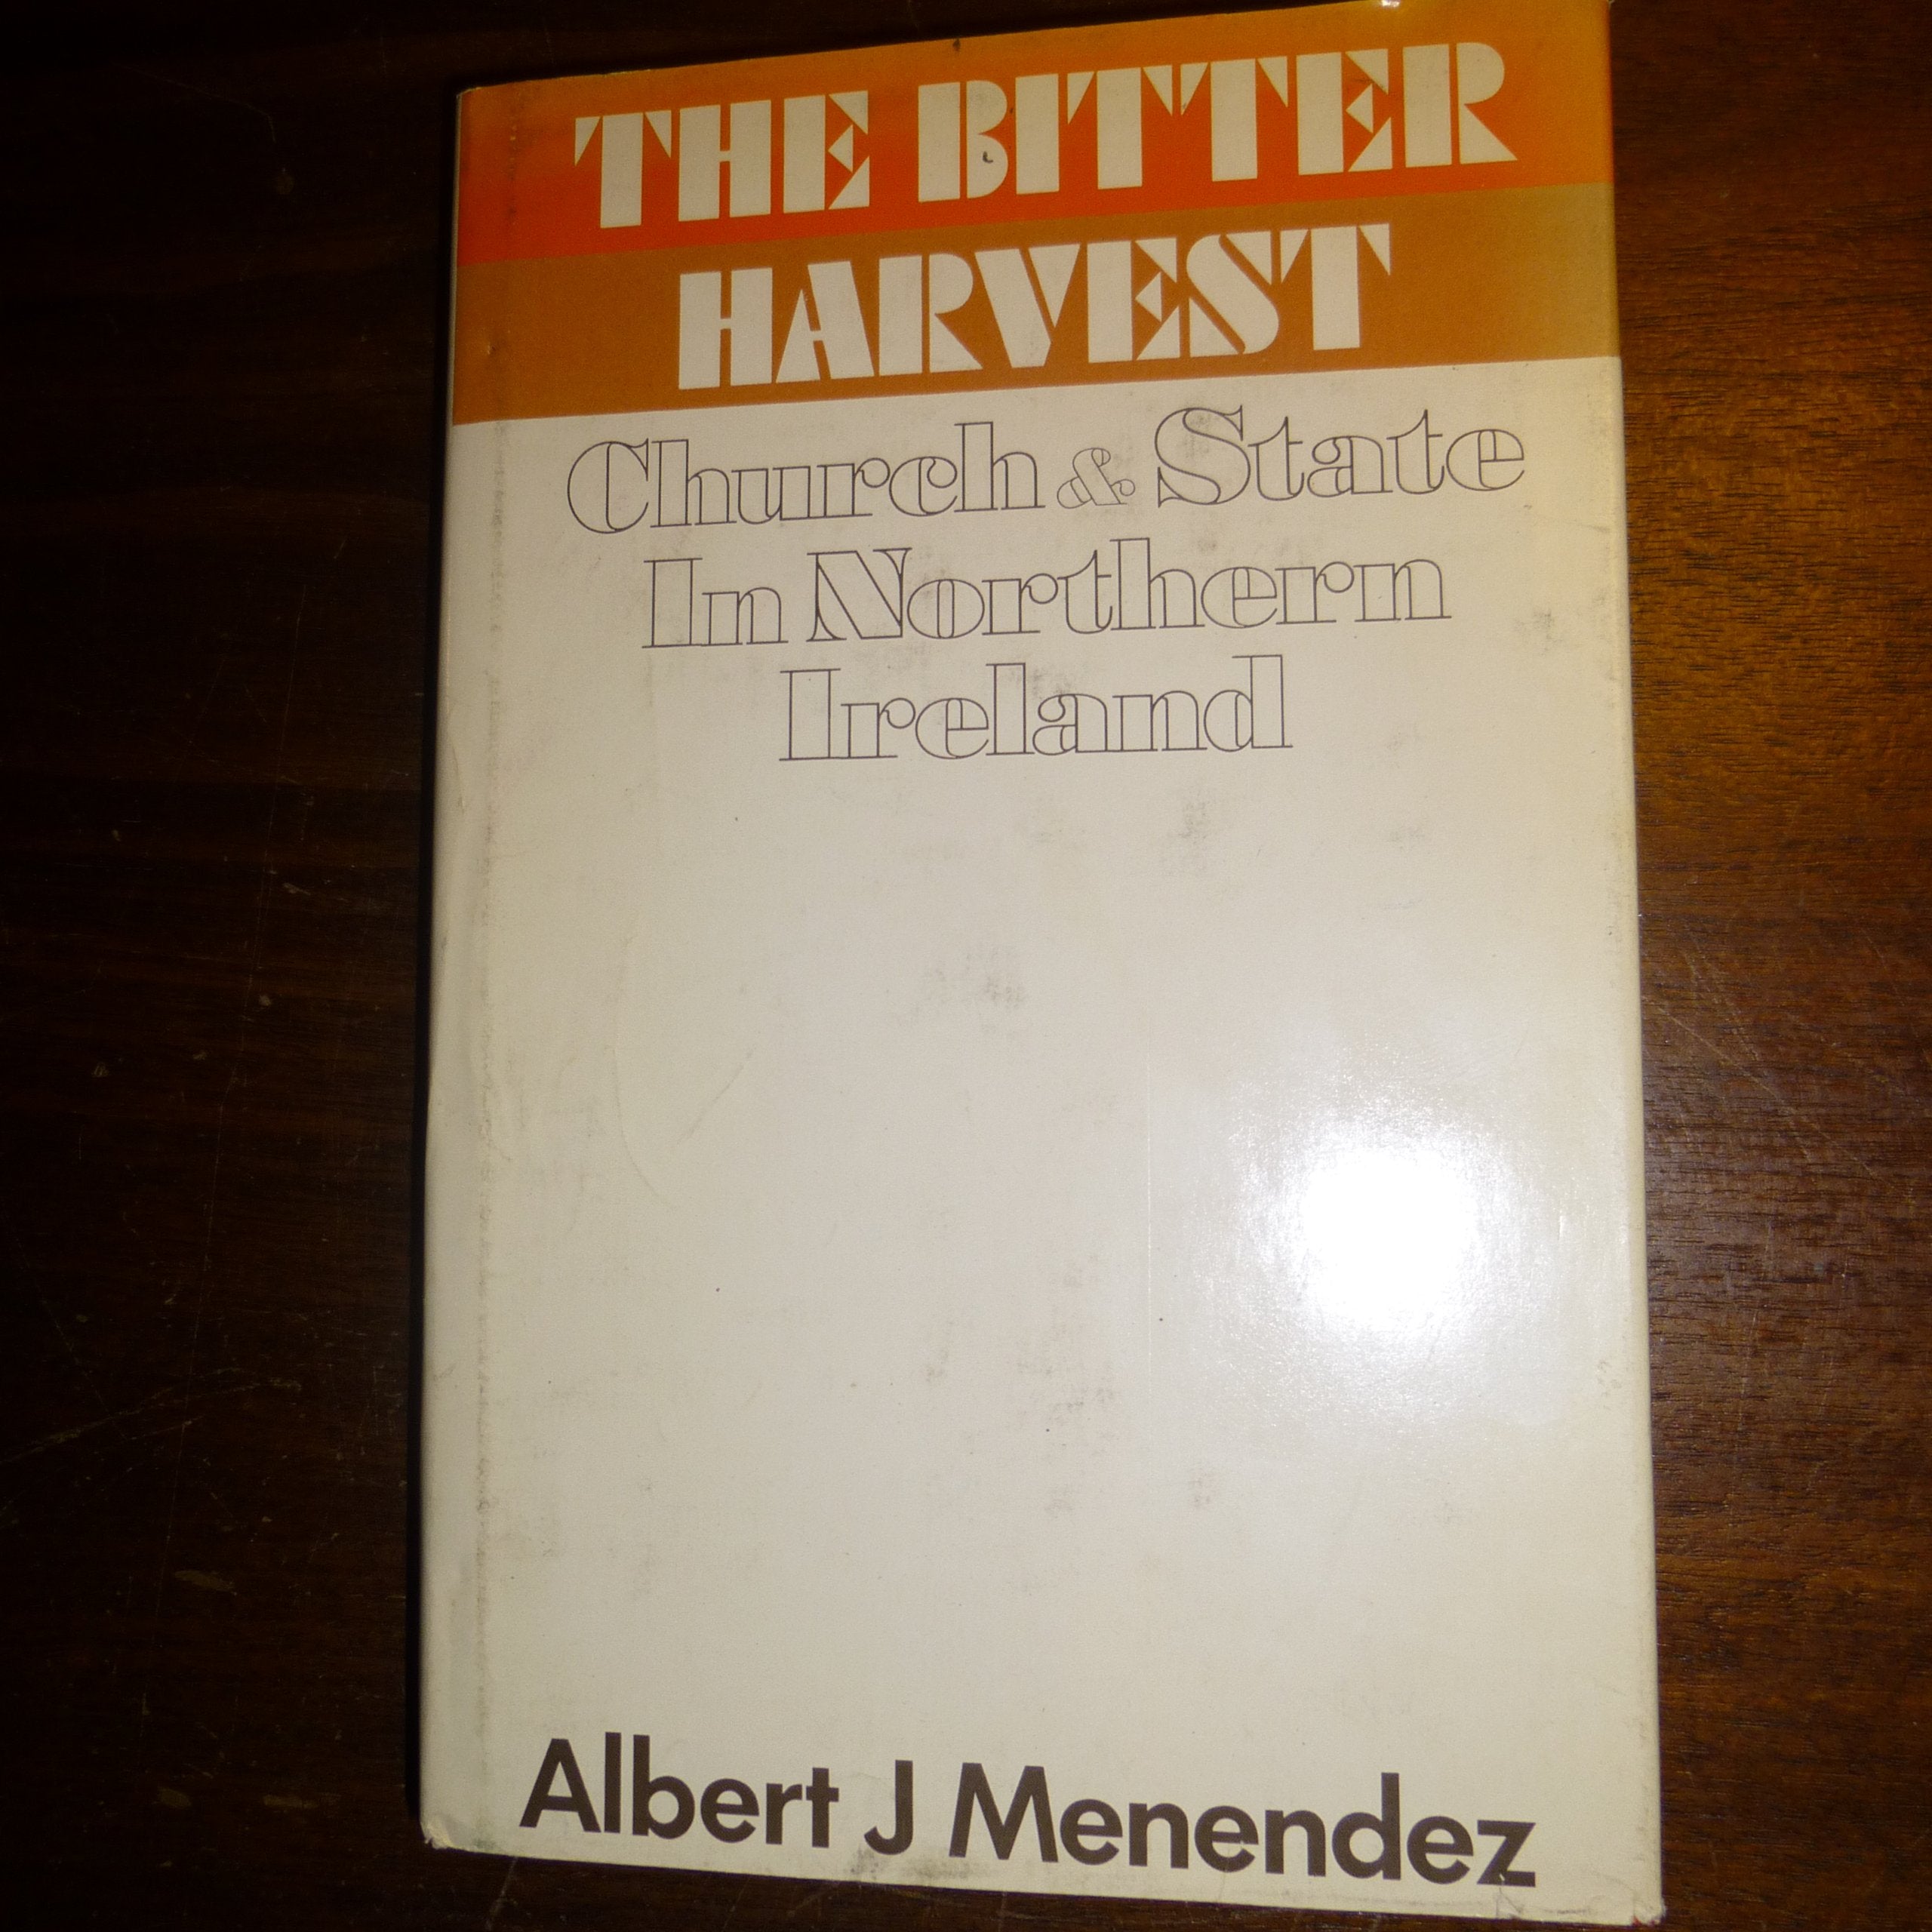 THE BITTER
HARVEST
Church & State
In Northern
Ireland
Albert J Menendez